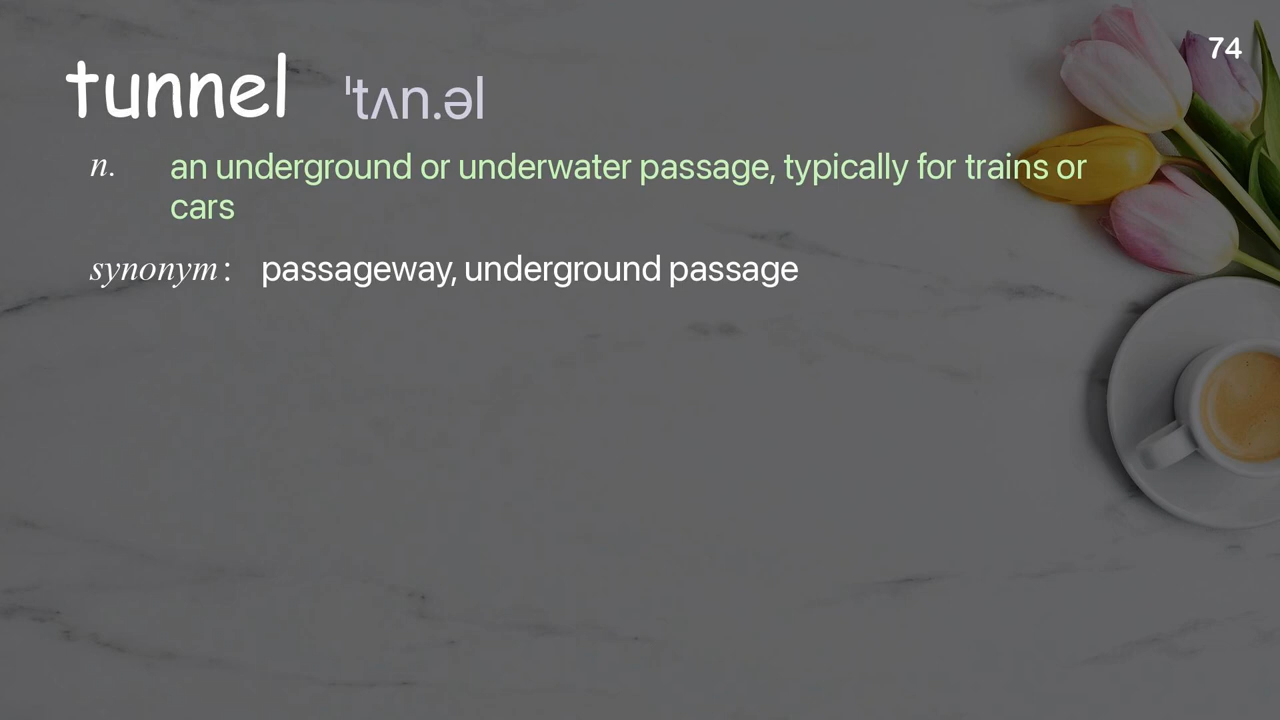 74
tunnel ˈtʌn.əl
n. an underground or underwater passage, typically for trains or
cars
synonym: passageway, underground passage